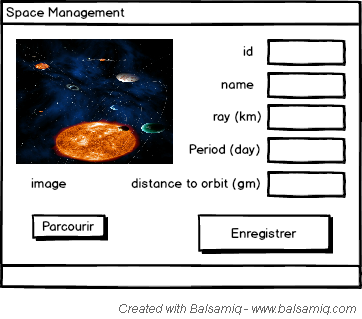 Space Management
id
name
ray (km)
Period (day)
image
distance to orbit (gm)
Parcourir
Enregistrer
Created with Balsamiq - www.balsamiq.com